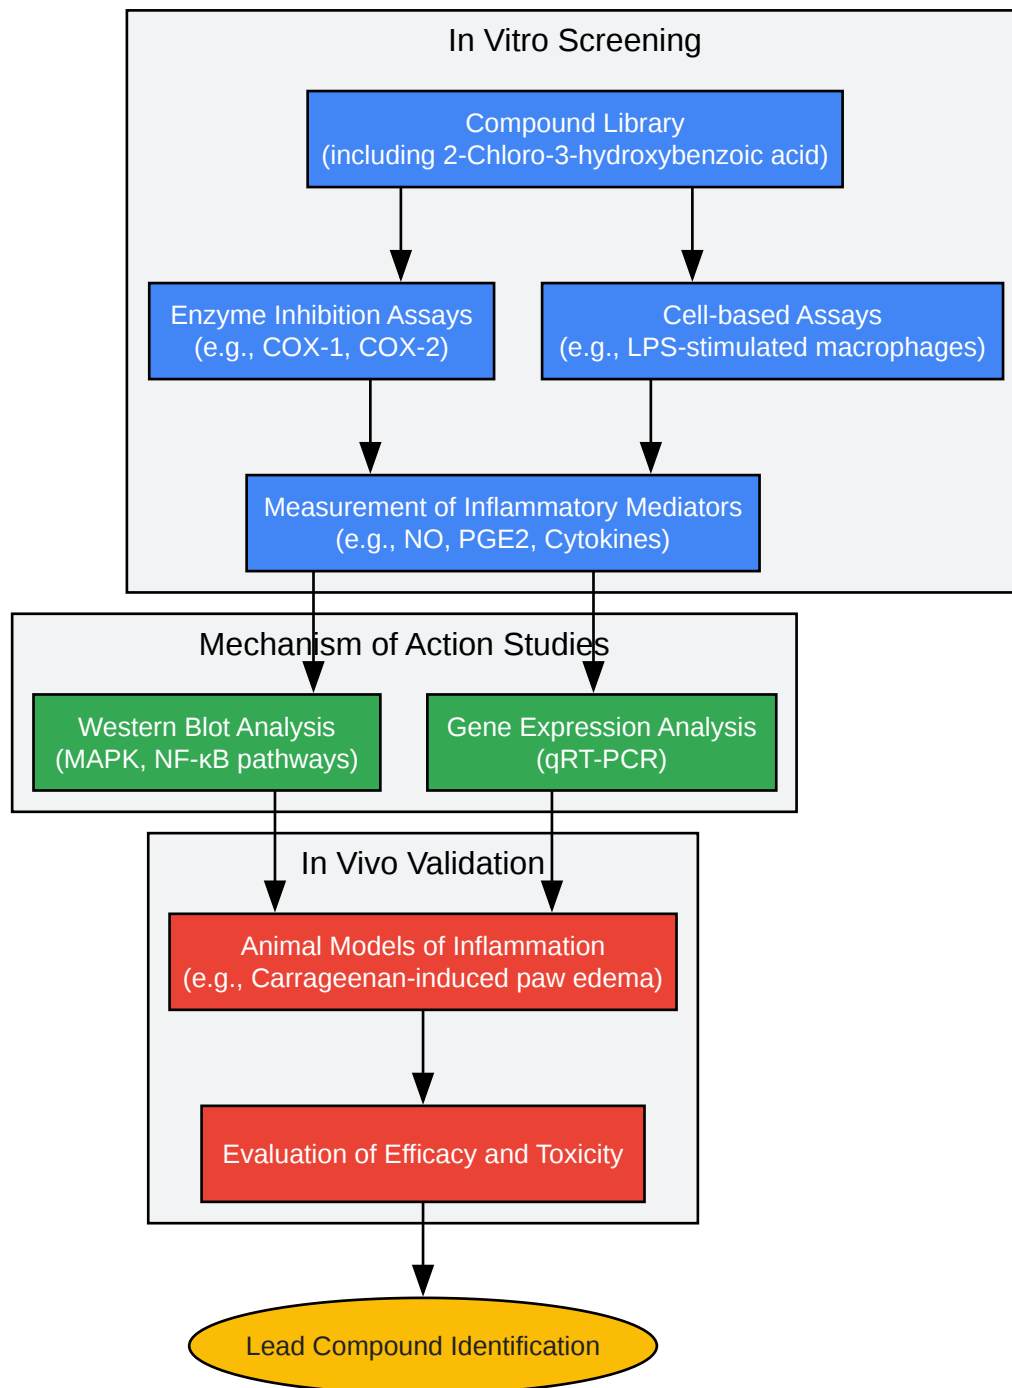 In Vitro Screening
Compound Library
(including 2-Chloro-3-hydroxybenzoic acid)
Enzyme Inhibition Assays
(e.g., COX-1, COX-2)
Cell-based Assays
(e.g., LPS-stimulated macrophages)
Measurement of Inflammatory Mediators
(e.g., NO, PGE2, Cytokines)
Mechanism of Action Studies
Western Blot Analysis
(MAPK, NF-κB pathways)
Gene Expression Analysis
(qRT-PCR)
In Vivo Validation
Animal Models of Inflammation
(e.g., Carrageenan-induced paw edema)
Evaluation of Efficacy and Toxicity
Lead Compound Identification